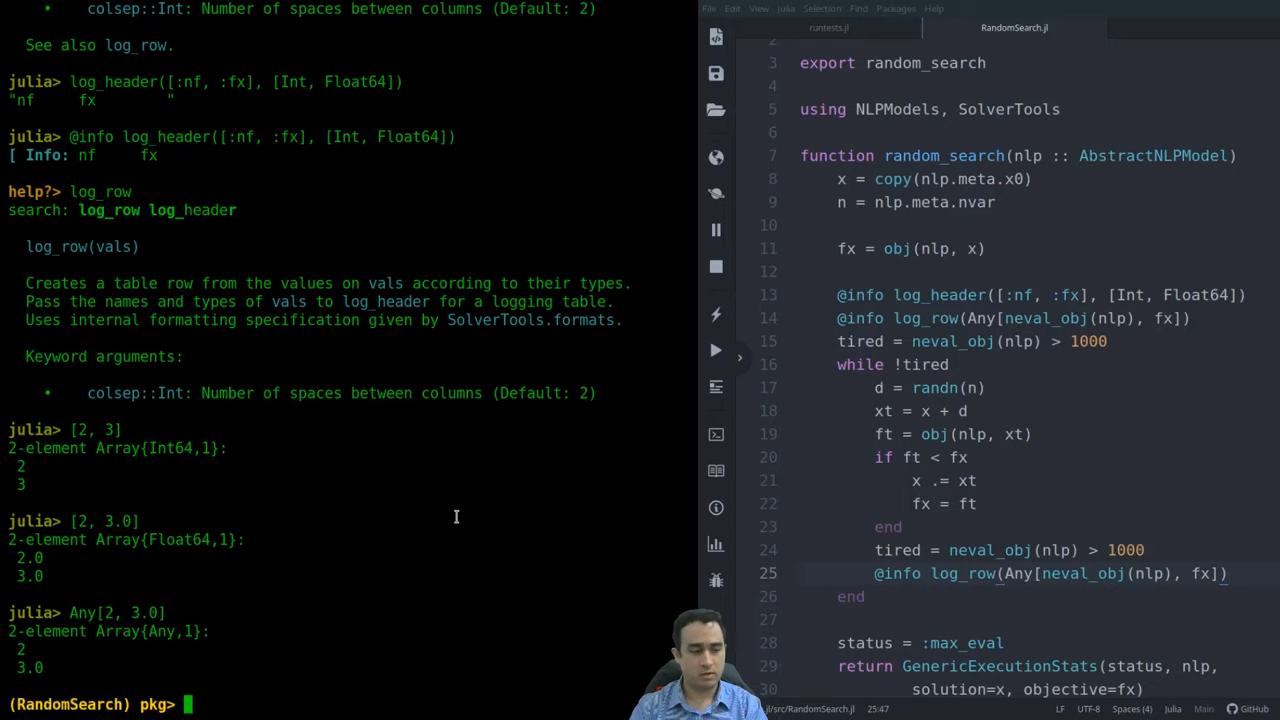 • colsep::Int: Number of spaces between columns (Default: 2)
See also log_row.
julia> log_header([:nf, :fx], [Int, Float64])
"nf     fx        "
julia> @info log_header([:nf, :fx], [Int, Float64])
[ Info: nf     fx
help?> log_row
search: log_row log_header
log_row(vals)
Creates a table row from the values on vals according to their types.
Pass the names and types of vals to log_header for a logging table.
Uses internal formatting specification given by SolverTools.formats.
Keyword arguments:
• colsep::Int: Number of spaces between columns (Default: 2)
julia> [2, 3]
2-element Array{Int64,1}:
2
3
julia> [2, 3.0]
2-element Array{Float64,1}:
2.0
3.0
julia> Any[2, 3.0]
2-element Array{Any,1}:
2
3.0
(RandomSearch) pkg>
File Edit View Julia Selection Find Packages Help
runtests.jl RandomSearch.jl
2
3 export random_search
4
5 using NLPModels, SolverTools
6
7 function random_search(nlp :: AbstractNLPModel)
8 x = copy(nlp.meta.x0)
9 n = nlp.meta.nvar
10
11 fx = obj(nlp, x)
12
13 @info log_header([:nf, :fx], [Int, Float64])
14 @info log_row(Any[neval_obj(nlp), fx])
15 tired = neval_obj(nlp) > 1000
16 while !tired
17 d = randn(n)
18 xt = x + d
19 ft = obj(nlp, xt)
20 if ft < fx
21 x .= xt
22 fx = ft
23 end
24 tired = neval_obj(nlp) > 1000
25 @info log_row(Any[neval_obj(nlp), fx])
26 end
27
28 status = :max_eval
29 return GenericExecutionStats(status, nlp,
30 solution=x, objective=fx)
jl/src/RandomSearch.jl 25:47 LF UTF-8 Spaces (4) Julia Main GitHub